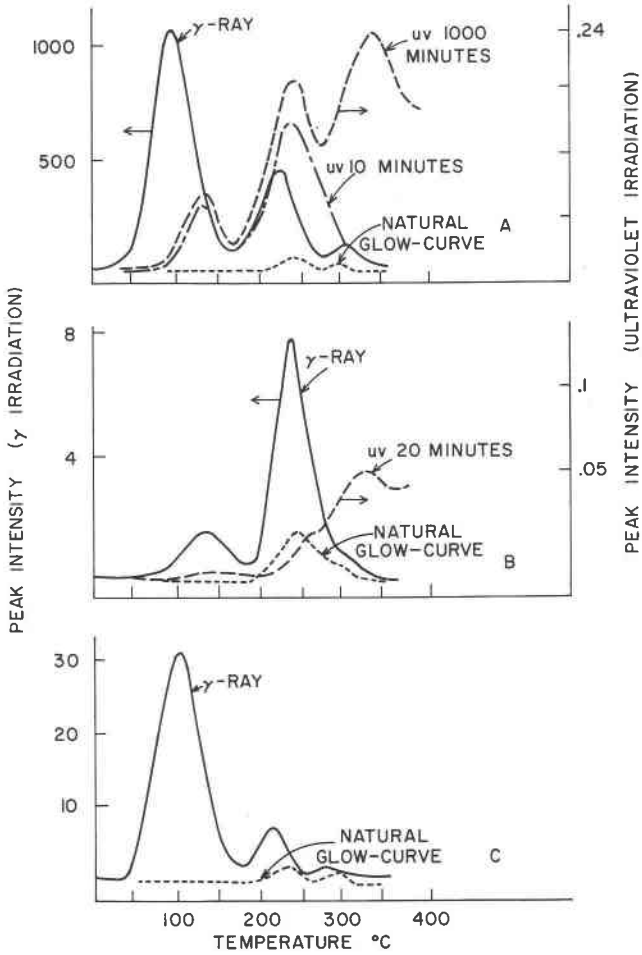 γ-RAY
uv 1000
MINUTES
.24
1000
500
uv 10 MINUTES
NATURAL
GLOW-CURVE
A
PEAK INTENSITY (γ IRRADIATION)
PEAK INTENSITY (ULTRAVIOLET IRRADIATION)
8
4
γ-RAY
.1
.05
uv 20 MINUTES
NATURAL
GLOW-CURVE
B
30
20
10
γ-RAY
NATURAL
GLOW-CURVE
C
100
200
300
400
TEMPERATURE °C